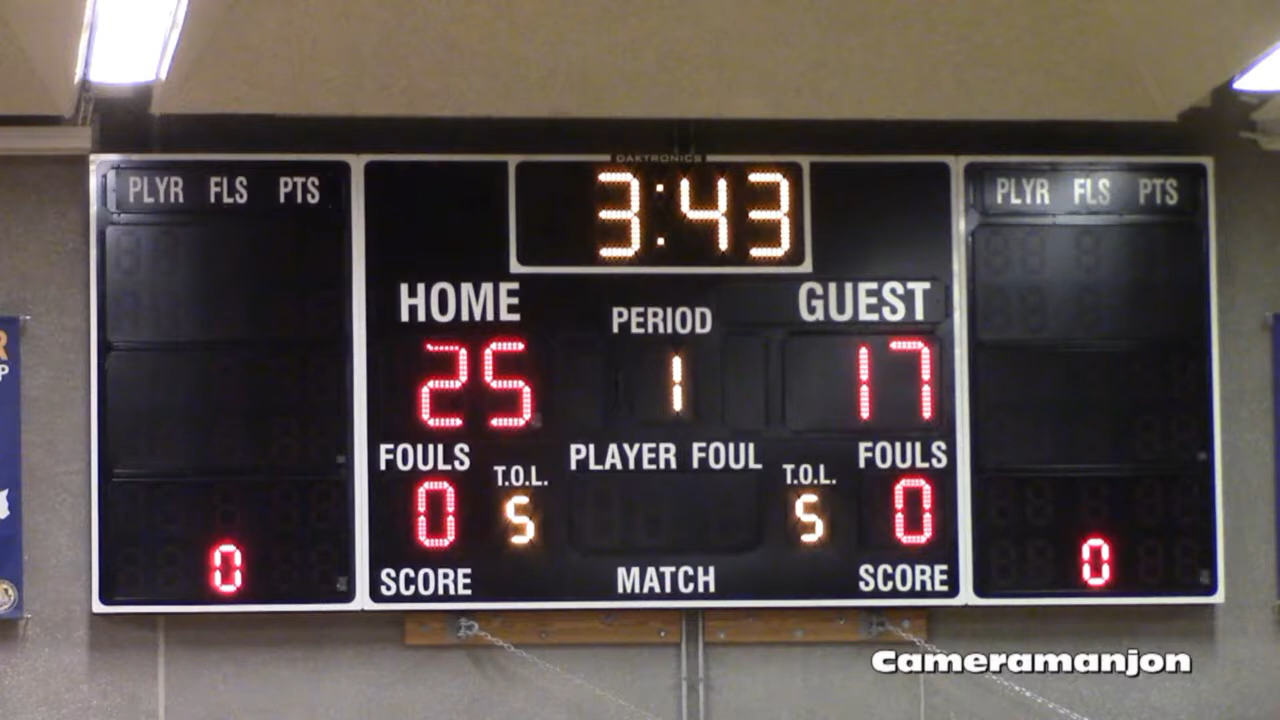 DAKTRONICS
PLYR FLS PTS
3:43
PLYR FLS PTS
HOME
PERIOD
GUEST
25
1
17
FOULS
T.O.L.
PLAYER FOUL
T.O.L.
FOULS
0
5
5
0
0
0
SCORE
MATCH
SCORE
Cameramanjon